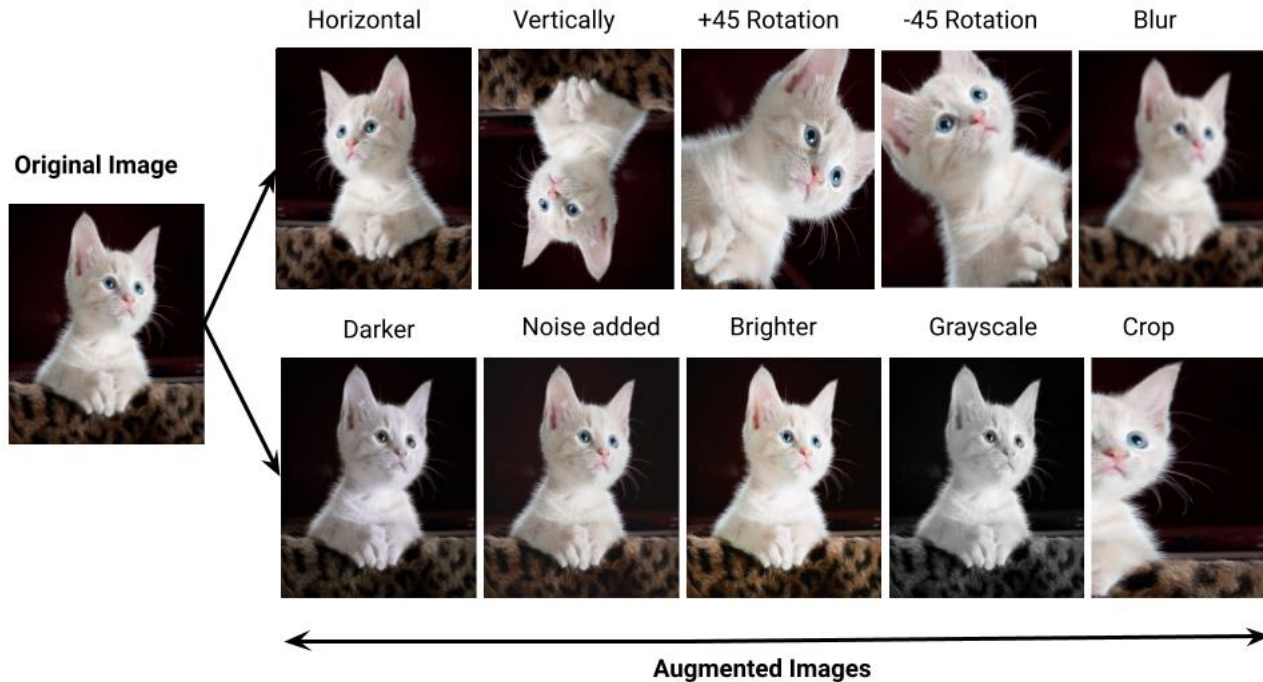 Horizontal Vertically +45 Rotation -45 Rotation Blur
Original Image
Darker Noise added Brighter Grayscale Crop
Augmented Images